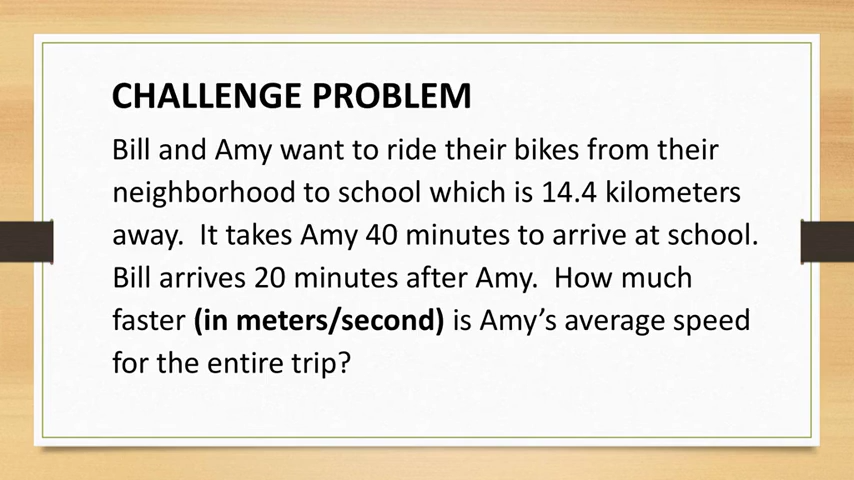 CHALLENGE PROBLEM
Bill and Amy want to ride their bikes from their
neighborhood to school which is 14.4 kilometers
away.  It takes Amy 40 minutes to arrive at school.
Bill arrives 20 minutes after Amy.  How much
faster (in meters/second) is Amy’s average speed
for the entire trip?